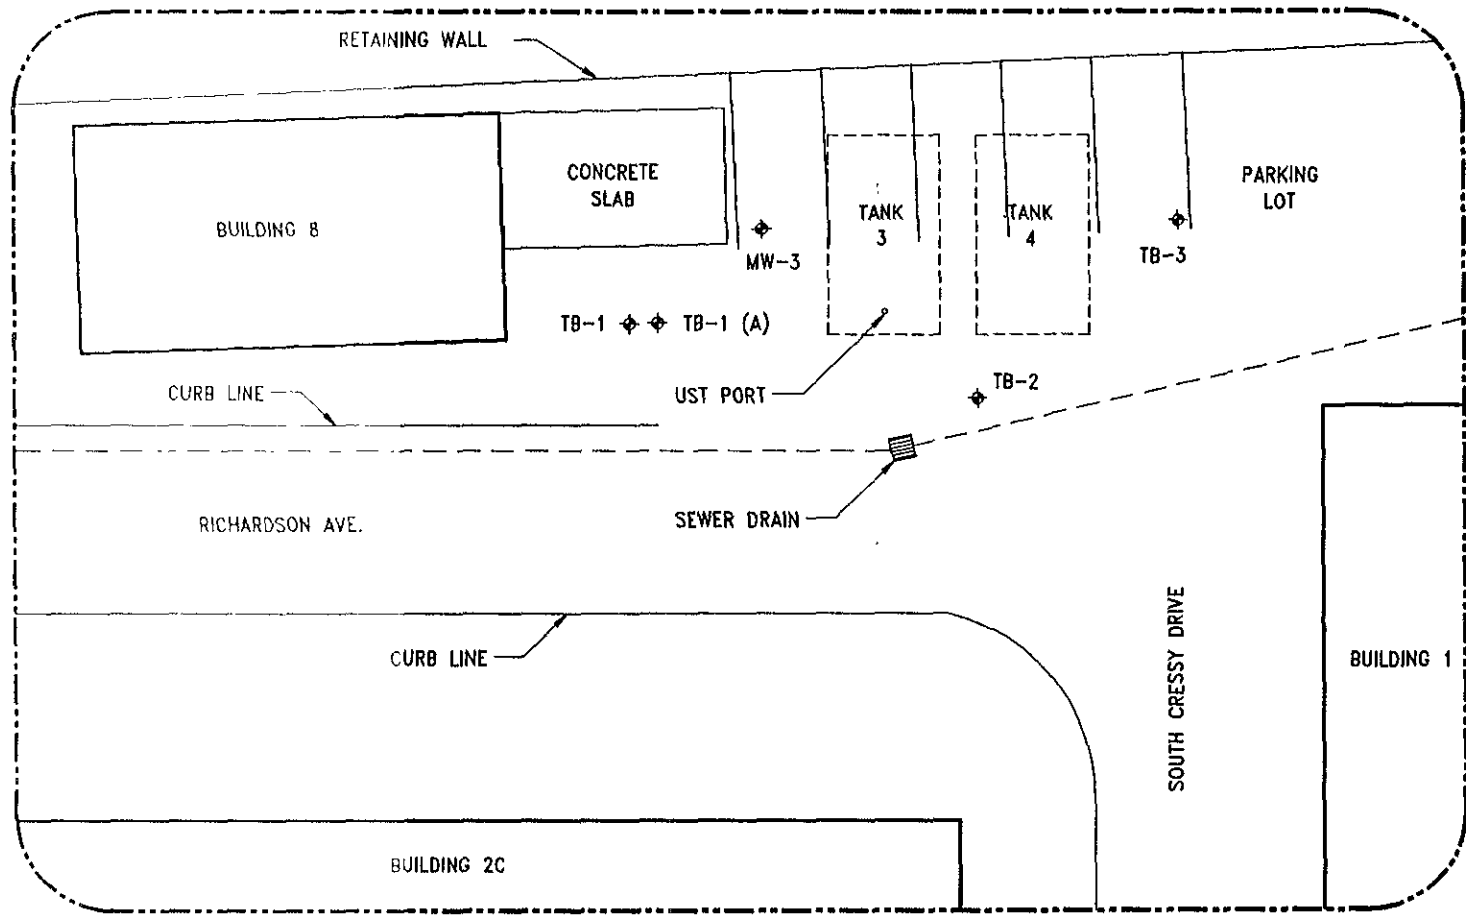 RETAINING WALL
CONCRETE
SLAB
PARKING
LOT
BUILDING 8
TANK
3
TANK
4
MW-3
TB-3
TB-1
TB-1 (A)
UST PORT
TB-2
CURB LINE
SEWER DRAIN
RICHARDSON AVE.
CURB LINE
SOUTH CRESSY DRIVE
BUILDING 1
BUILDING 2C